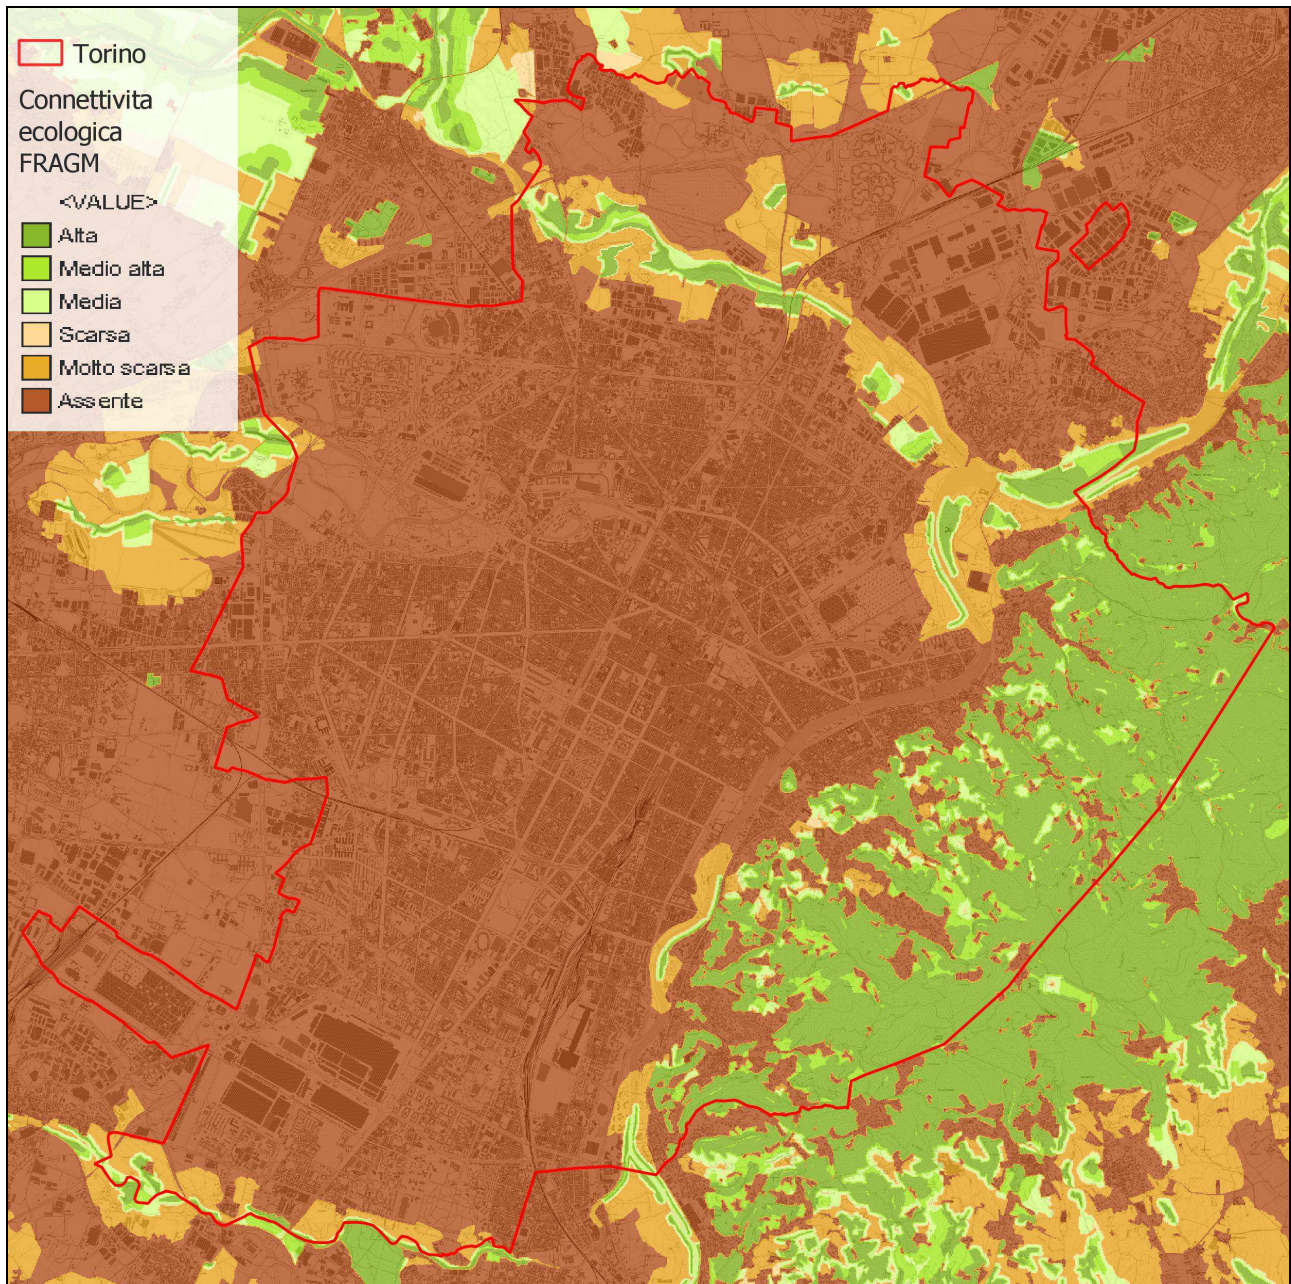 Torino
Connettivita
ecologica
FRAGM
<VALUE>
Alta
Medio alta
Media
Scarsa
Molto scarsa
Assente